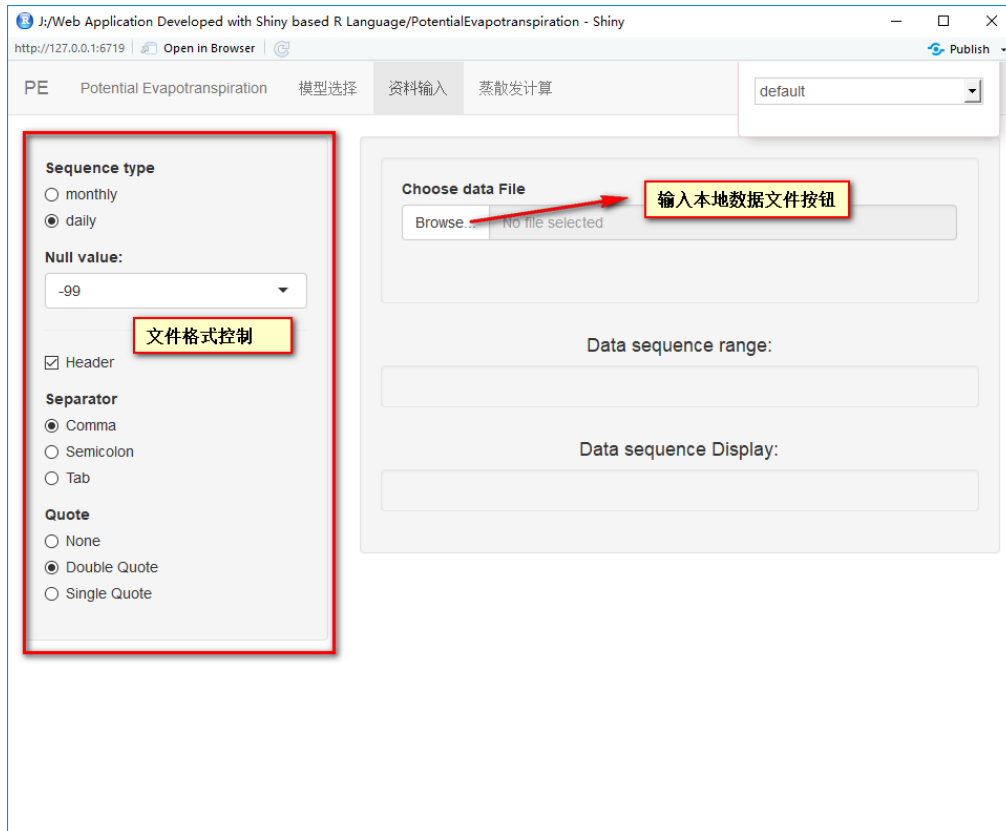 J:/Web Application Developed with Shiny based R Language/PotentialEvapotranspiration - Shiny
http://127.0.0.1:6719 Open in Browser Publish
PE Potential Evapotranspiration 模型选择 资料输入 蒸散发计算 default
Sequence type
monthly
daily
Null value:
-99
文件格式控制
Header
Separator
Comma
Semicolon
Tab
Quote
None
Double Quote
Single Quote
Choose data File
输入本地数据文件按钮
Browse... No file selected
Data sequence range:
Data sequence Display: